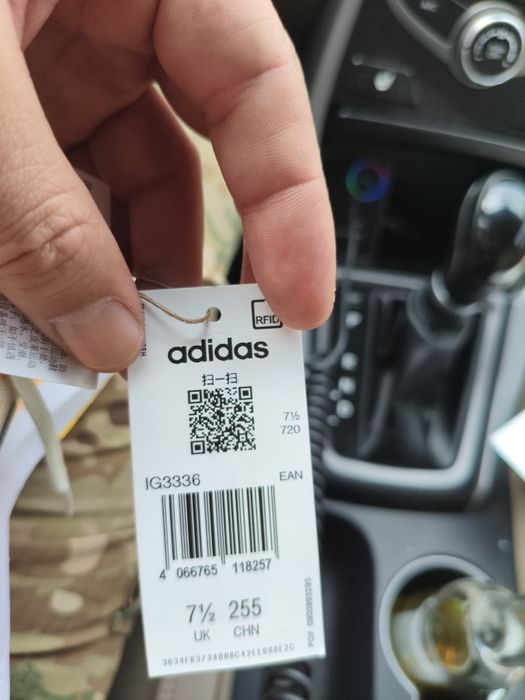 RFID
adidas
扫一扫
7½
720
IG3336
EAN
4 066765 118257
7½ 255
UK CHN